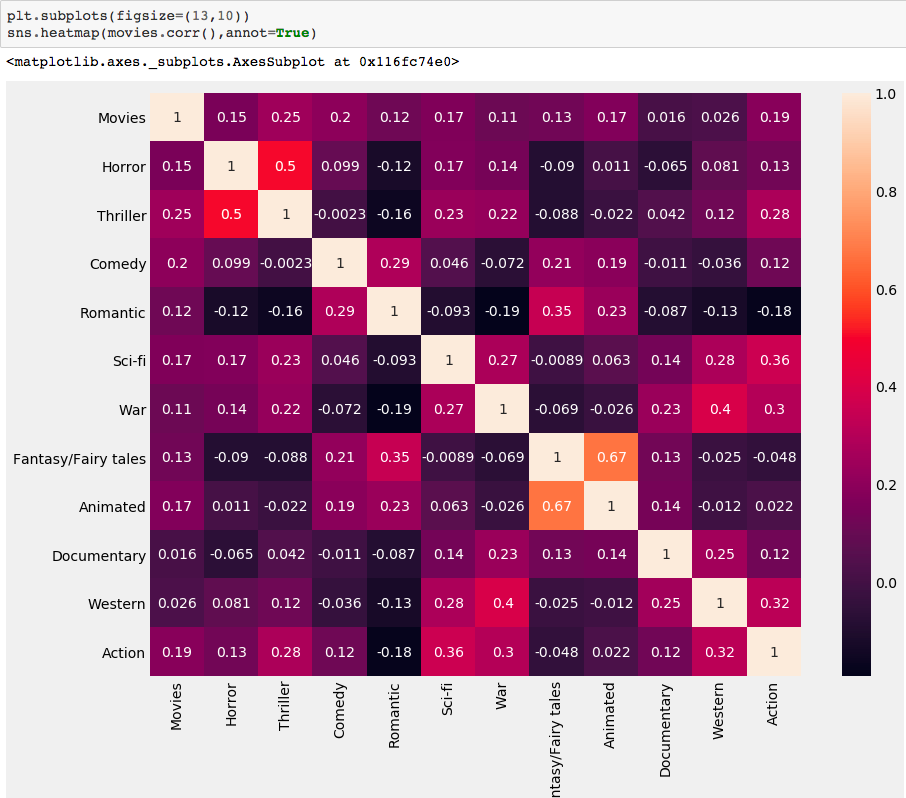 plt.subplots(figsize=(13,10))
sns.heatmap(movies.corr(),annot=True)
<matplotlib.axes._subplots.AxesSubplot at 0x116fc74e0>
Movies 1 0.15 0.25 0.2 0.12 0.17 0.11 0.13 0.17 0.016 0.026 0.19
Horror 0.15 1 0.5 0.099 -0.12 0.17 0.14 -0.09 0.011 -0.065 0.081 0.13
Thriller 0.25 0.5 1 -0.0023 -0.16 0.23 0.22 -0.088 -0.022 0.042 0.12 0.28
Comedy 0.2 0.099 -0.0023 1 0.29 0.046 -0.072 0.21 0.19 -0.011 -0.036 0.12
Romantic 0.12 -0.12 -0.16 0.29 1 -0.093 -0.19 0.35 0.23 -0.087 -0.13 -0.18
Sci-fi 0.17 0.17 0.23 0.046 -0.093 1 0.27 -0.0089 0.063 0.14 0.28 0.36
War 0.11 0.14 0.22 -0.072 -0.19 0.27 1 -0.069 -0.026 0.23 0.4 0.3
Fantasy/Fairy tales 0.13 -0.09 -0.088 0.21 0.35 -0.0089 -0.069 1 0.67 0.13 -0.025 -0.048
Animated 0.17 0.011 -0.022 0.19 0.23 0.063 -0.026 0.67 1 0.14 -0.012 0.022
Documentary 0.016 -0.065 0.042 -0.011 -0.087 0.14 0.23 0.13 0.14 1 0.25 0.12
Western 0.026 0.081 0.12 -0.036 -0.13 0.28 0.4 -0.025 -0.012 0.25 1 0.32
Action 0.19 0.13 0.28 0.12 -0.18 0.36 0.3 -0.048 0.022 0.12 0.32 1
Movies
Horror
Thriller
Comedy
Romantic
Sci-fi
War
ntasy/Fairy tales
Animated
Documentary
Western
Action
1.0
0.8
0.6
0.4
0.2
0.0